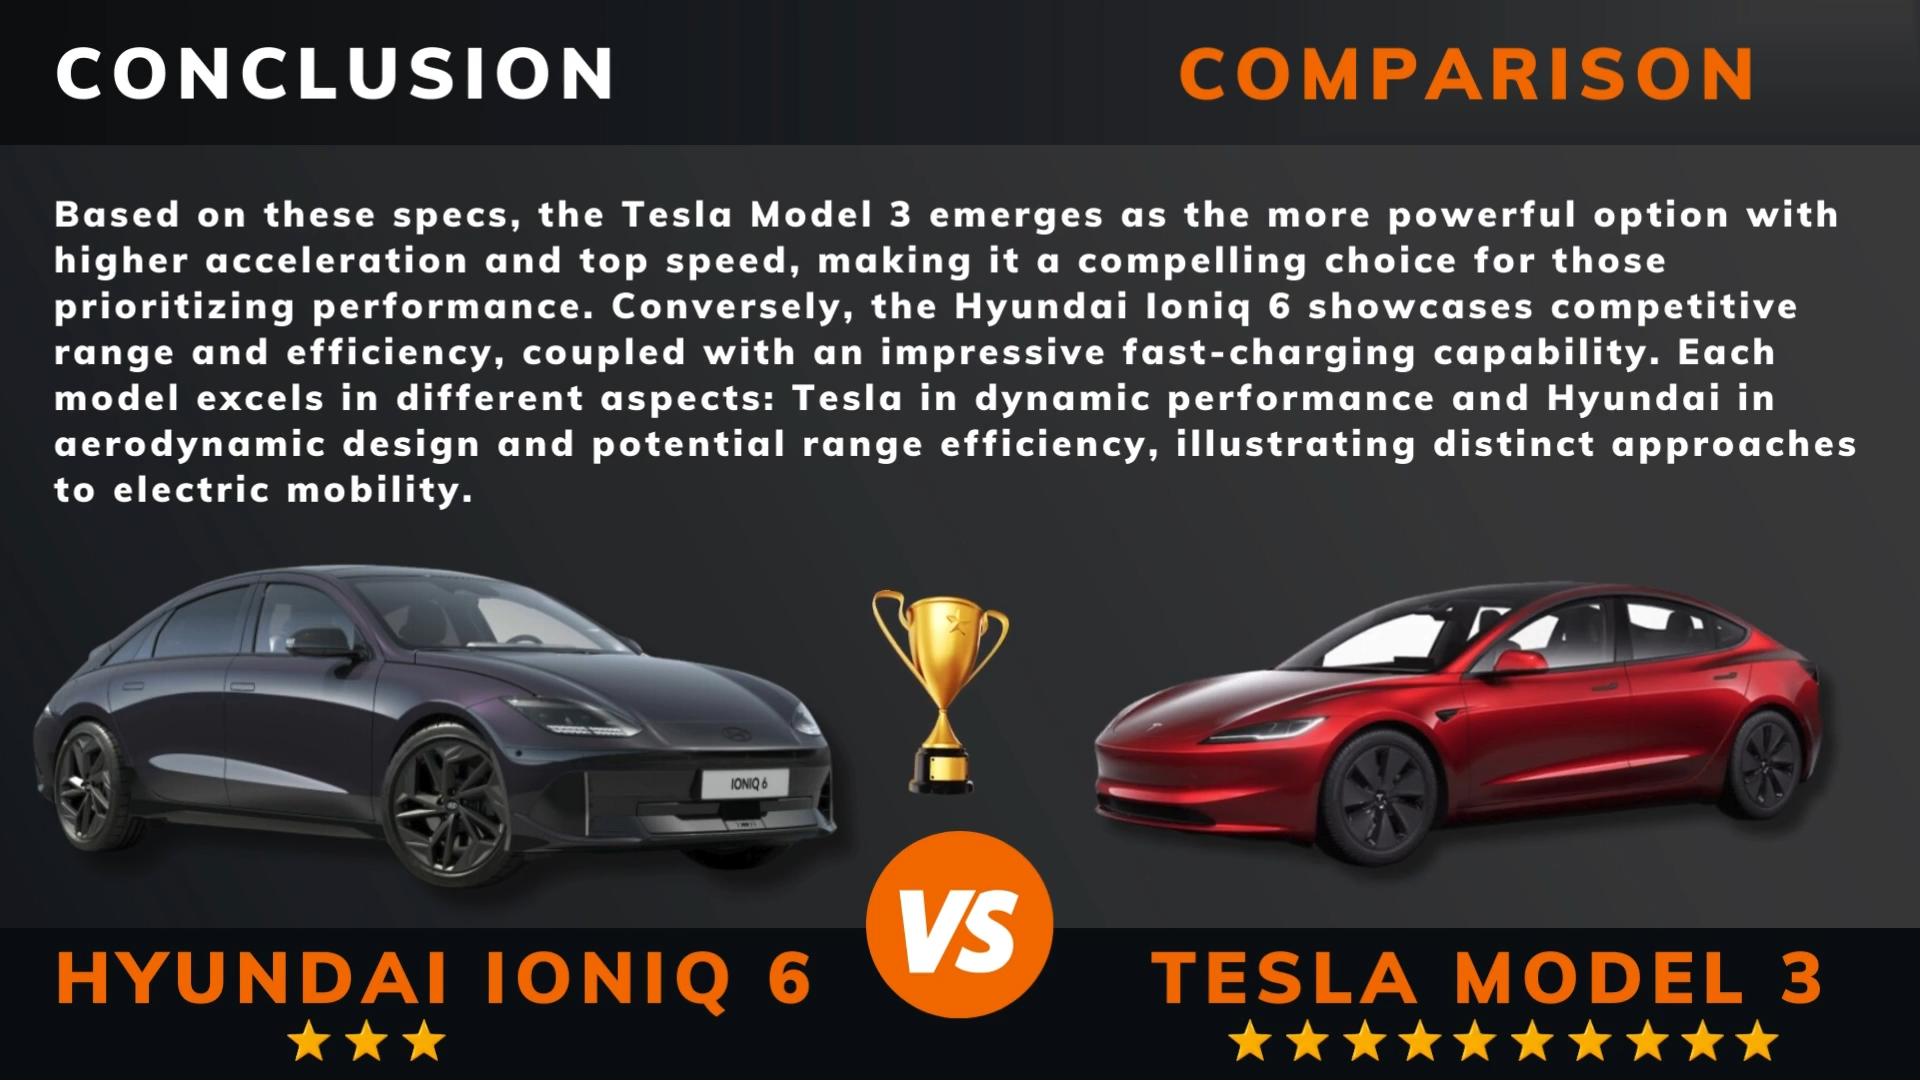 CONCLUSION
COMPARISON
Based on these specs, the Tesla Model 3 emerges as the more powerful option with
higher acceleration and top speed, making it a compelling choice for those
prioritizing performance. Conversely, the Hyundai Ioniq 6 showcases competitive
range and efficiency, coupled with an impressive fast-charging capability. Each
model excels in different aspects: Tesla in dynamic performance and Hyundai in
aerodynamic design and potential range efficiency, illustrating distinct approaches
to electric mobility.
IONIQ 6
VS
HYUNDAI IONIQ 6
TESLA MODEL 3